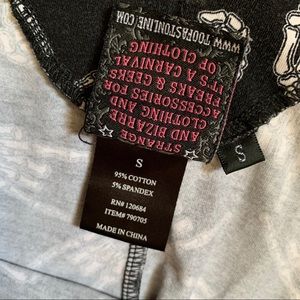 STRANGE
AND BIZARRE
CLOTHING AND
ACCESSORIES FOR
FREAKS & GEEKS
IT'S A CARNIVAL
OF CLOTHING
WWW.TOOFASTONLINE.COM
S
S
95% COTTON
5% SPANDEX
RN# 120684
ITEM# 790705
MADE IN CHINA